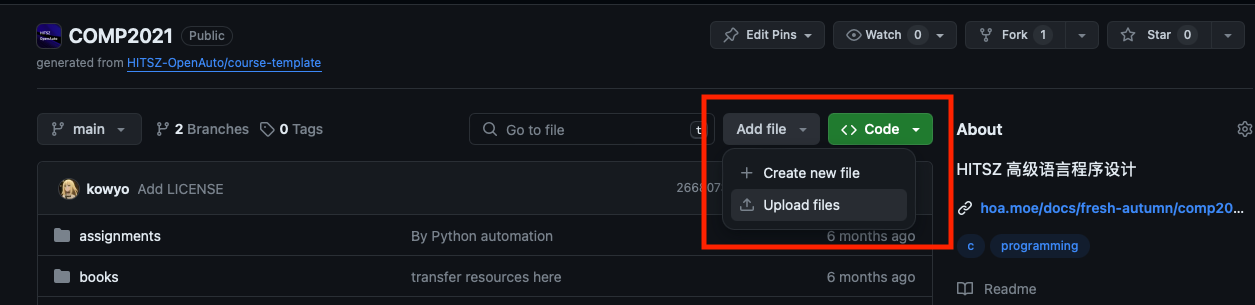 COMP2021 Public
Edit Pins Watch 0 Fork 1 Star 0
generated from HITSZ-OpenAuto/course-template
main 2 Branches 0 Tags Go to file t Add file <> Code
About
Create new file
Upload files
HITSZ 高级语言程序设计
kowyo Add LICENSE
hoa.moe/docs/fresh-autumn/comp20...
assignments By Python automation 6 months ago
c programming
books transfer resources here 6 months ago
Readme